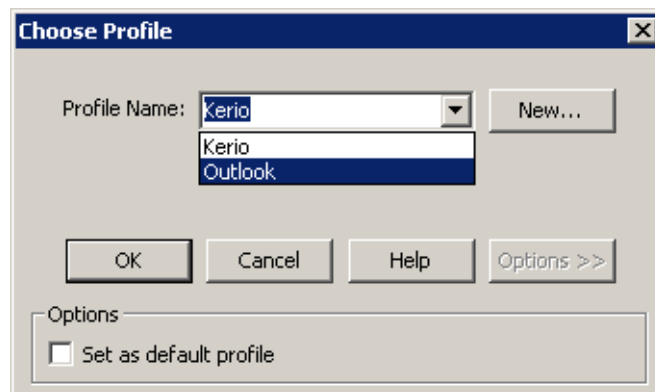 Choose Profile
Profile Name: Kerio New...
Kerio
Outlook
OK Cancel Help Options >>
Options
Set as default profile